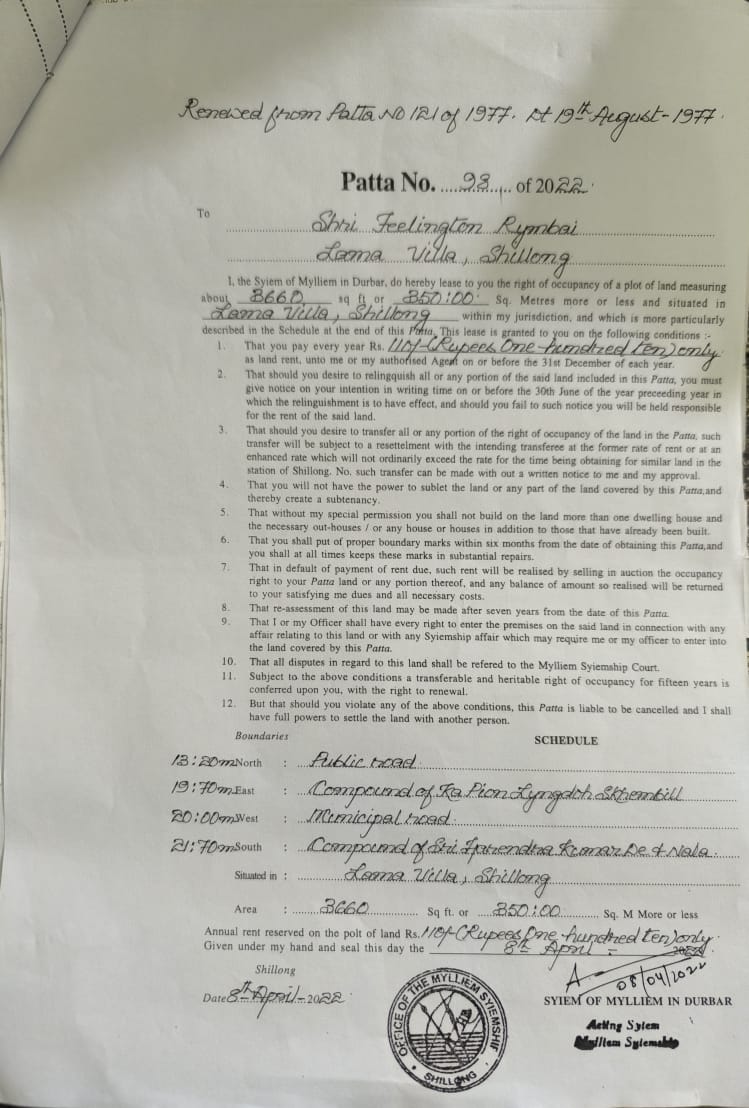 Renewed from Patta No 121 of 1977. Dt 19th August - 1977.
Patta No. ....98..... of 2022.
To
Shri Feelington Rymbai
Lama Villa, Shillong
I, the Syiem of Mylliem in Durbar, do hereby lease to you the right of occupancy of a plot of land measuring
about 3660 sq ft or 350:00 Sq. Metres more or less and situated in
Lama Villa, Shillong within my jurisdiction, and which is more particularly
described in the Schedule at the end of this Patta. This lease is granted to you on the following conditions :-
1. That you pay every year Rs. 110/- (Rupees One-hundred ten) only
as land rent, unto me or my authorised Agent on or before the 31st December of each year.
2. That should you desire to relingquish all or any portion of the said land included in this Patta, you must
give notice on your intention in writing time on or before the 30th June of the year preceeding year in
which the relinguishment is to have effect, and should you fail to such notice you will be held responsible
for the rent of the said land.
3. That should you desire to transfer all or any portion of the right of occupancy of the land in the Patta, such
transfer will be subject to a resettelment with the intending transferee at the former rate of rent or at an
enhanced rate which will not ordinarily exceed the rate for the time being obtaining for similar land in the
station of Shillong. No, such transfer can be made with out a written notice to me and my approval.
4. That you will not have the power to sublet the land or any part of the land covered by this Patta,and
thereby create a subtenancy.
5. That without my special permission you shall not build on the land more than one dwelling house and
the necessary out-houses / or any house or houses in addition to those that have already been built.
6. That you shall put of proper boundary marks within six months from the date of obtaining this Patta,and
you shall at all times keeps these marks in substantial repairs.
7. That in default of payment of rent due, such will be realised by selling in auction the occupancy
right to your Patta land or any portion thereof, and any balance of amount so realised will be returned
to your satisfying me dues and all necessary costs.
8. That re-assessment of this land may be made after seven years from the date of this Patta.
9. That I or my Officer shall have every right to enter the premises on the said land in connection with any
affair relating to this land or with any Syiemship affair which may require me or my officer to enter into
the land covered by this Patta.
10. That all disputes in regard to this land shall be refered to the Mylliem Syiemship Court.
11. Subject to the above conditions a transferable and heritable right of occupancy for fifteen years is
conferred upon you, with the right to renewal.
12. But that should you violate any of the above conditions, this Patta is liable to be cancelled and I shall
have full powers to settle the land with another person.
Boundaries
SCHEDULE
13:20m North : Public road
19:70m East : Compound of Ka Pion Lyngdoh
20:00m West : Municipal road.
21:70m South : Compound of Sri Kumar De & Nala.
Situated in : Lama Villa, Shillong
Area : 3660 Sq ft. or 350:00 Sq. M More or less
Annual rent reserved on the polt of land Rs. 110/- (Rupees One-hundred ten) only.
Given under my hand and seal this day the 8th April - 2022
Shillong
Date 8th April - 2022
08/04/2022
SYIEM OF MYLLIEM IN DURBAR
Acting Syiem
Mylliem Syiemship
OFFICE OF THE MYLLIEM SYIEMSHIP
SHILLONG